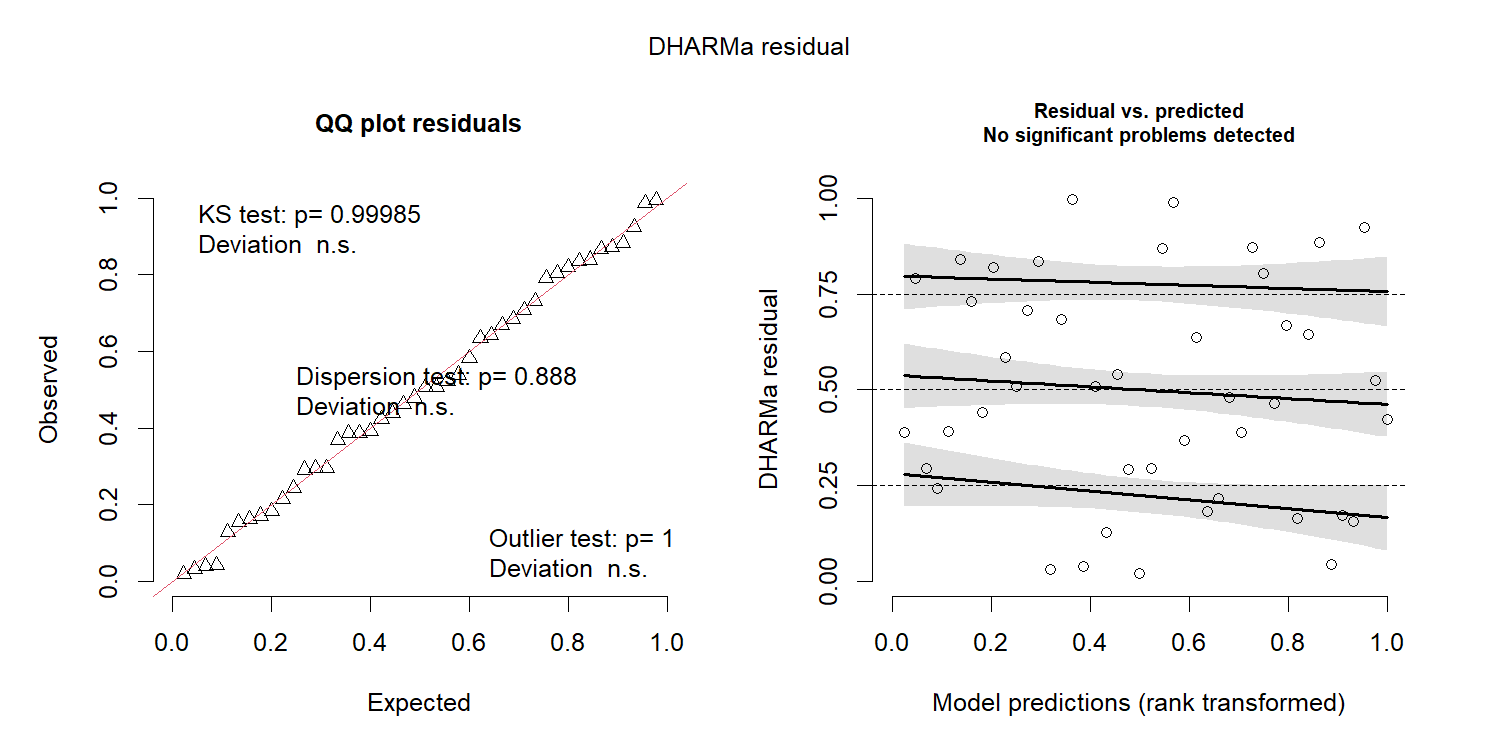 DHARMa residual
QQ plot residuals
KS test: p= 0.99985
Deviation  n.s.
Dispersion test: p= 0.888
Deviation  n.s.
Outlier test: p= 1
Deviation  n.s.
Observed
1.0
0.8
0.6
0.4
0.2
0.0
0.0 0.2 0.4 0.6 0.8 1.0
Expected
Residual vs. predicted
No significant problems detected
DHARMa residual
1.00
0.75
0.50
0.25
0.00
0.0 0.2 0.4 0.6 0.8 1.0
Model predictions (rank transformed)